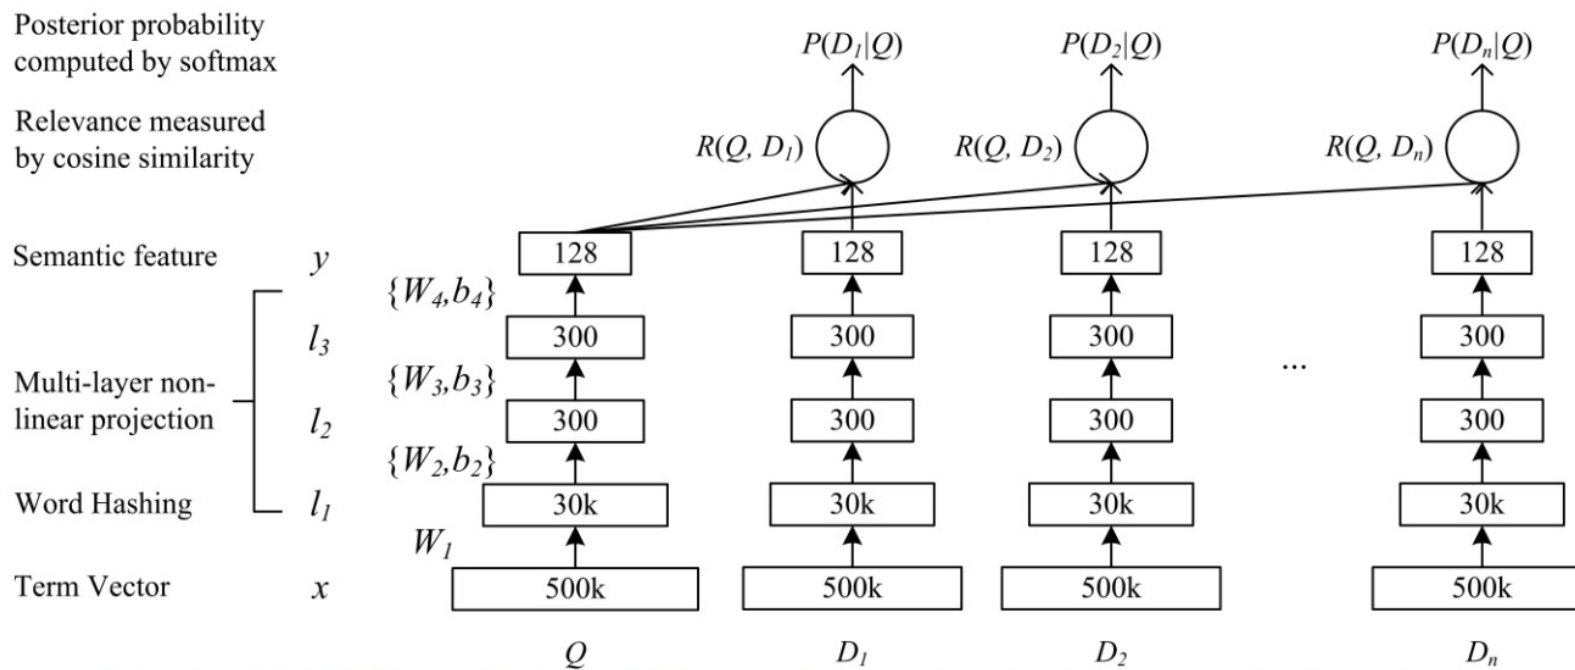 Posterior probability
computed by softmax
P(D1|Q) P(D2|Q) P(Dn|Q)
Relevance measured
by cosine similarity
R(Q, D1) R(Q, D2) R(Q, Dn)
Semantic feature y 128 128 128 128
{W4,b4}
l3 300 300 300 300
Multi-layer non-
linear projection
{W3,b3} ...
l2 300 300 300 300
{W2,b2}
Word Hashing l1 30k 30k 30k 30k
W1
Term Vector x 500k 500k 500k 500k
Q D1 D2 Dn